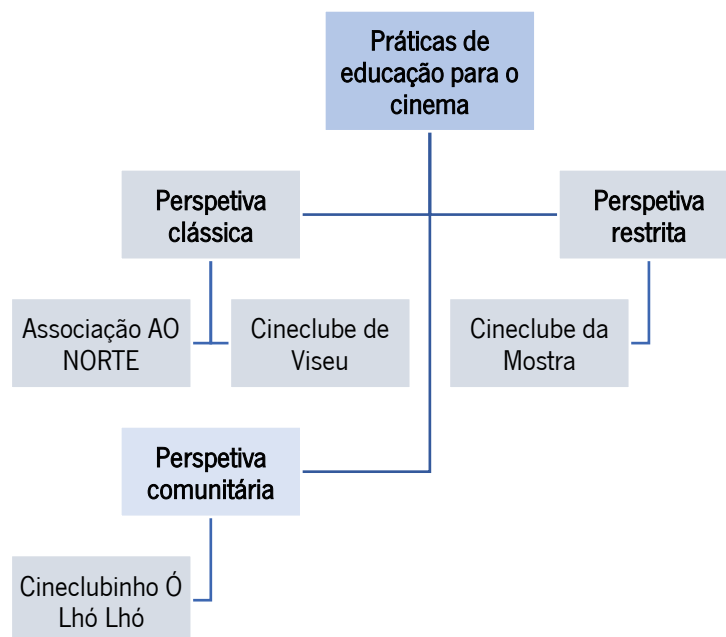 Práticas de
educação para o
cinema
Perspetiva
clássica
Perspetiva
restrita
Associação AO
NORTE
Cineclube de
Viseu
Cineclube da
Mostra
Perspetiva
comunitária
Cineclubinho Ó
Lhó Lhó